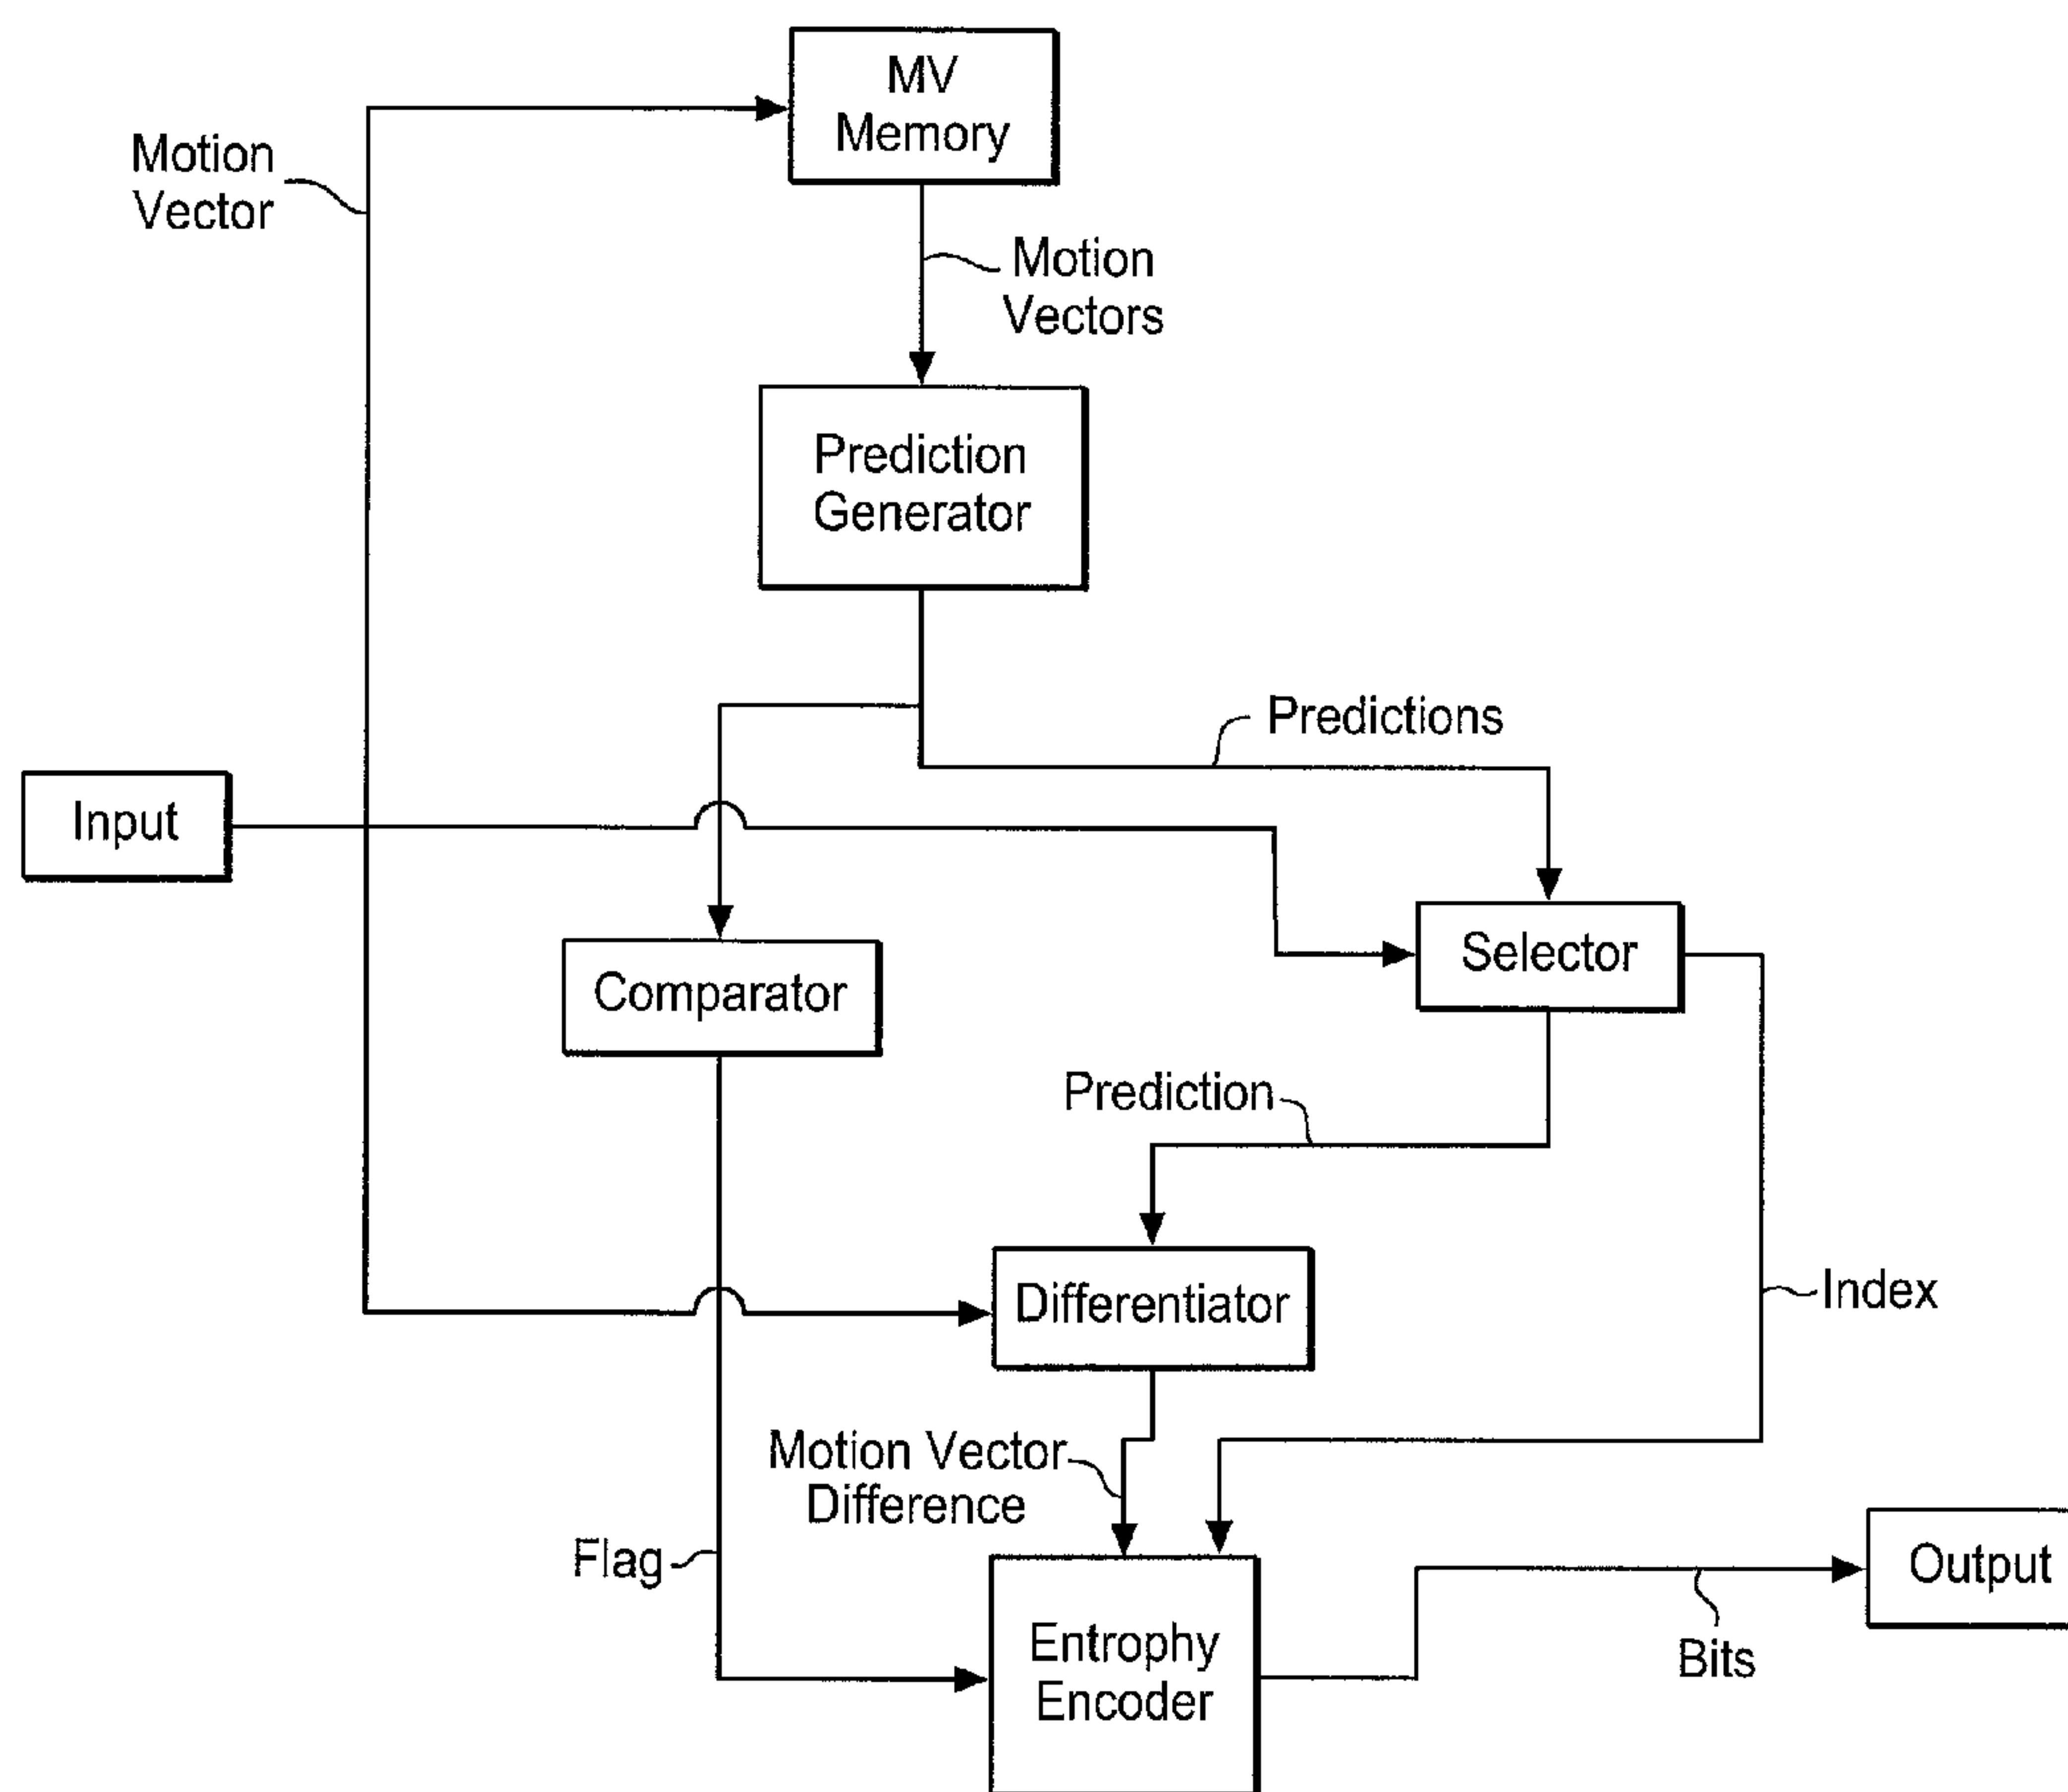 MV
Memory
Motion
Vector
Motion
Vectors
Prediction
Generator
Predictions
Input
Selector
Comparator
Prediction
Differentiator
Index
Motion Vector
Difference
Flag
Output
Entrophy
Encoder
Bits